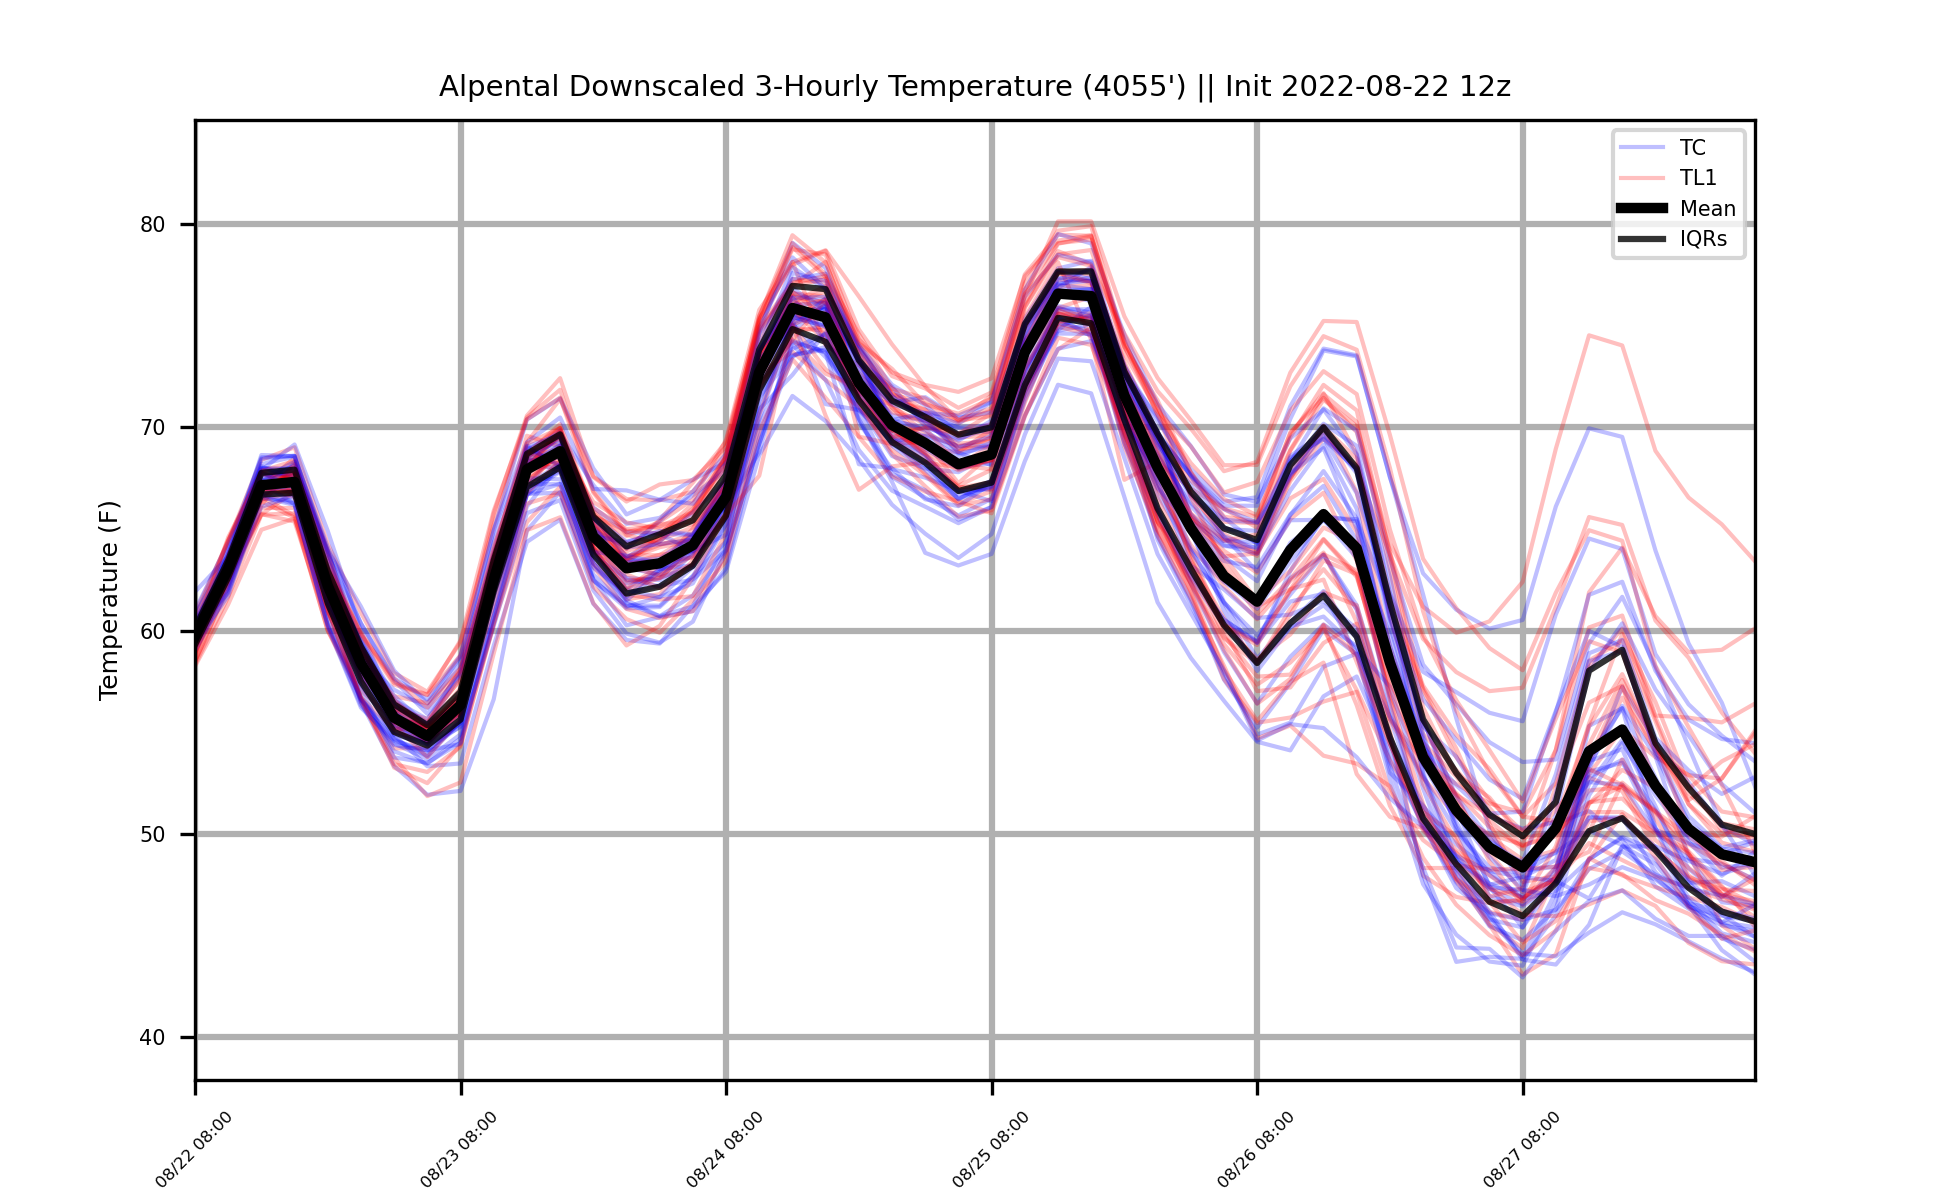 Alpental Downscaled 3-Hourly Temperature (4055') || Init 2022-08-22 12z
TC
TL1
Mean
IQRs
Temperature (F)
80
70
60
50
40
08/22 08:00
08/23 08:00
08/24 08:00
08/25 08:00
08/26 08:00
08/27 08:00